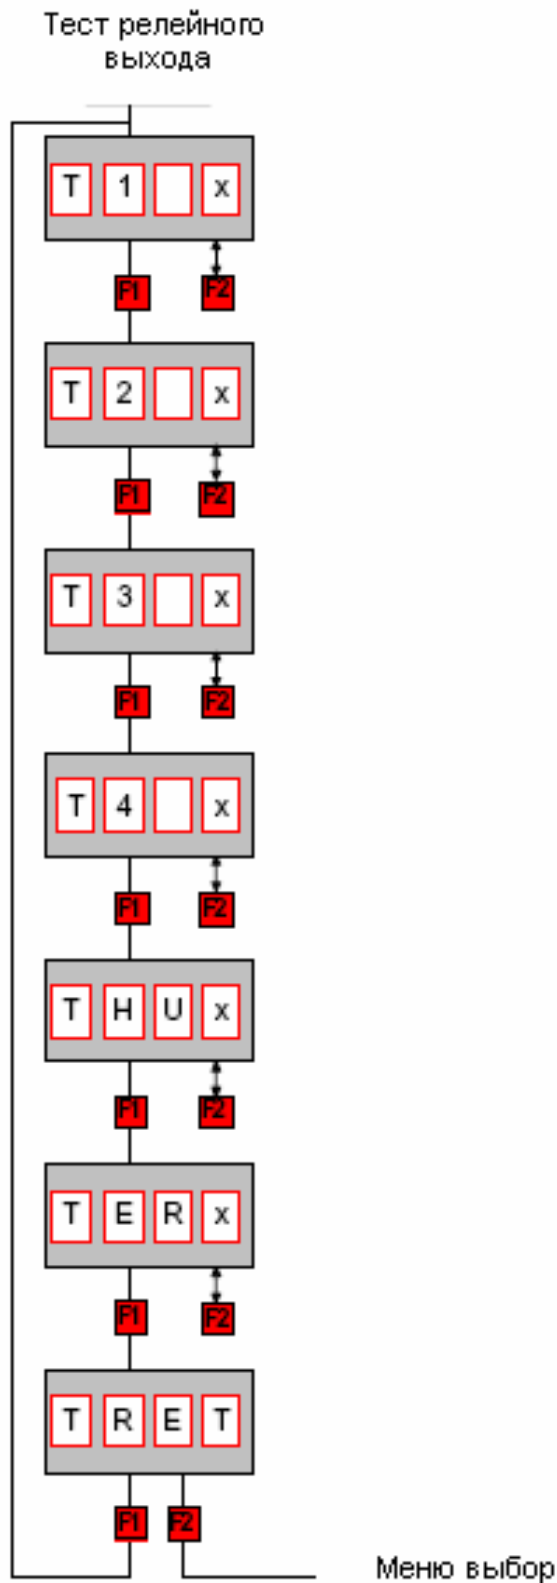 Тест релейного
выхода
T 1 x
F1 F2
T 2 x
F1 F2
T 3 x
F1 F2
T 4 x
F1 F2
T H U x
F1 F2
T E R x
F1 F2
T R E T
F1 F2
Меню выбор